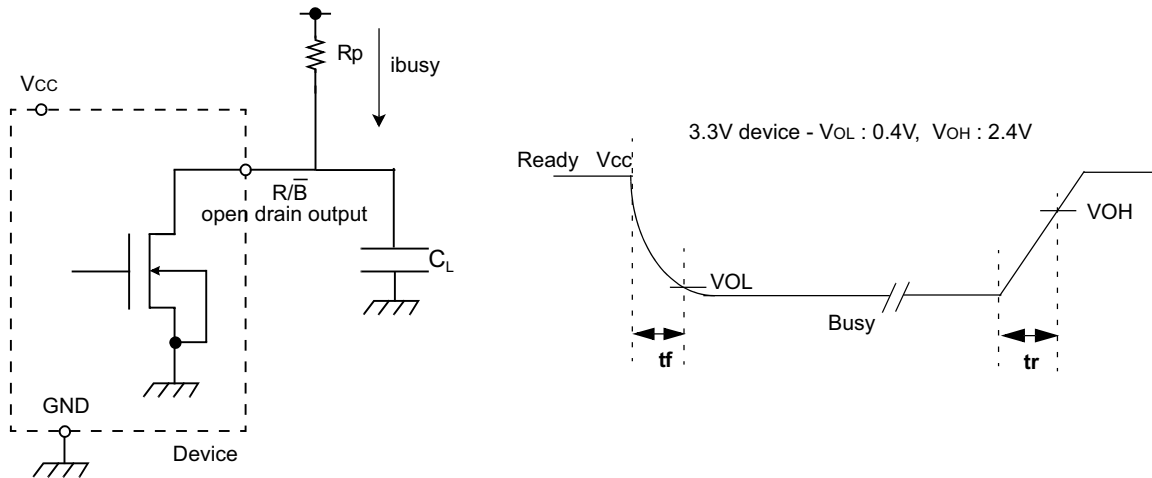 Rp
ibusy
VCC
R/B̅
open drain output
CL
GND
Device
3.3V device - VOL : 0.4V, VOH : 2.4V
Ready Vcc
VOH
VOL
Busy
tf
tr